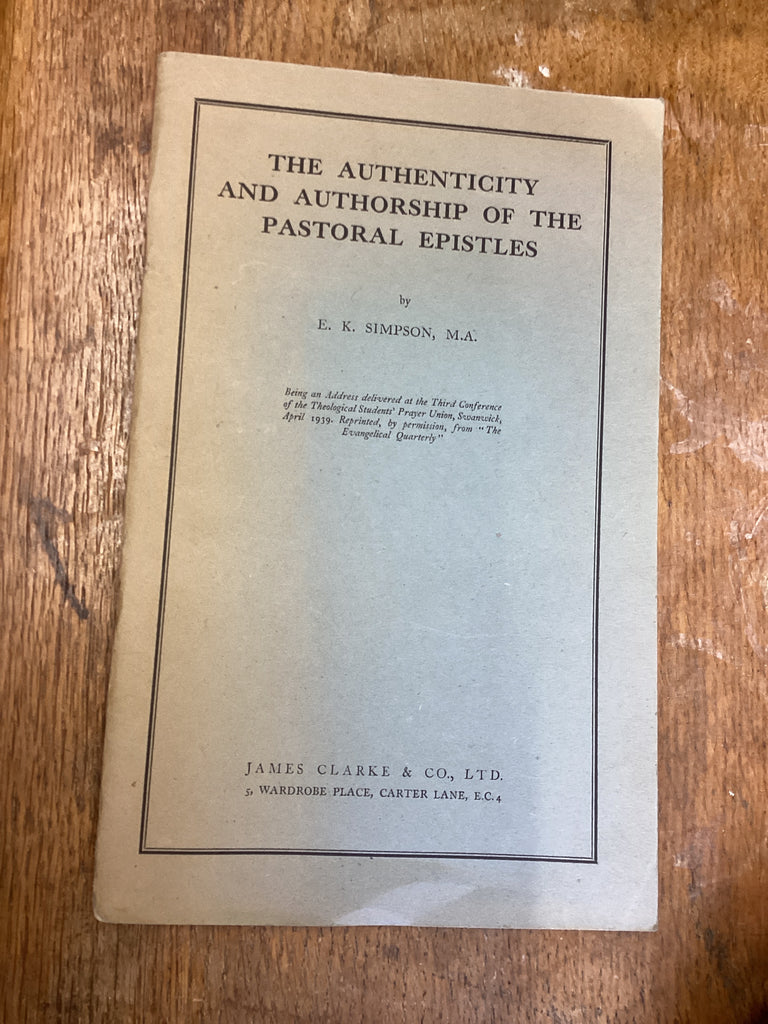 THE AUTHENTICITY
AND AUTHORSHIP OF THE
PASTORAL EPISTLES
by
E. K. SIMPSON, M.A.
Being an Address delivered at the Third Conference
of the Theological Students' Prayer Union, Swanwick,
April 1939. Reprinted, by permission, from "The
Evangelical Quarterly"
JAMES CLARKE & CO., LTD.
5, WARDROBE PLACE, CARTER LANE, E.C.4